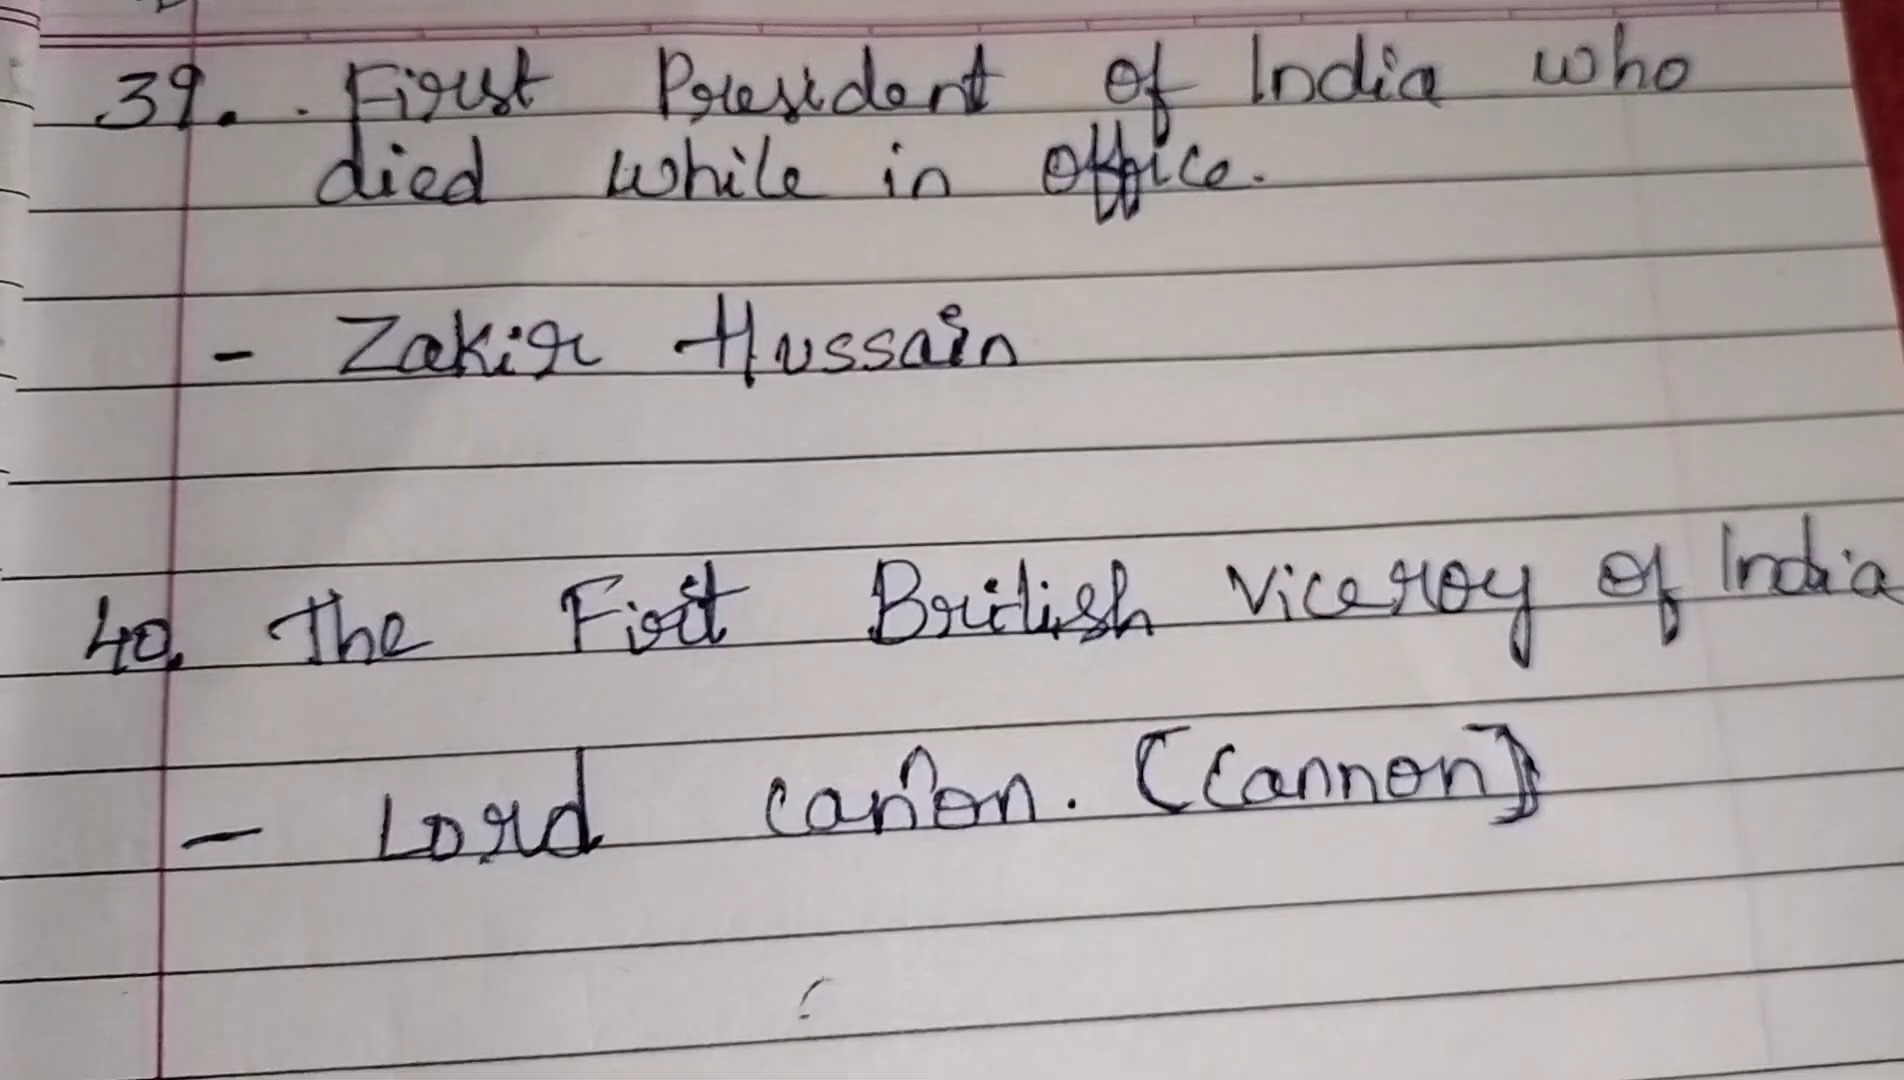 39. . First President of India who
died while in office.
- Zakir Hussain
40. The First British Viceroy of India
- Lord canon. [Cannon]